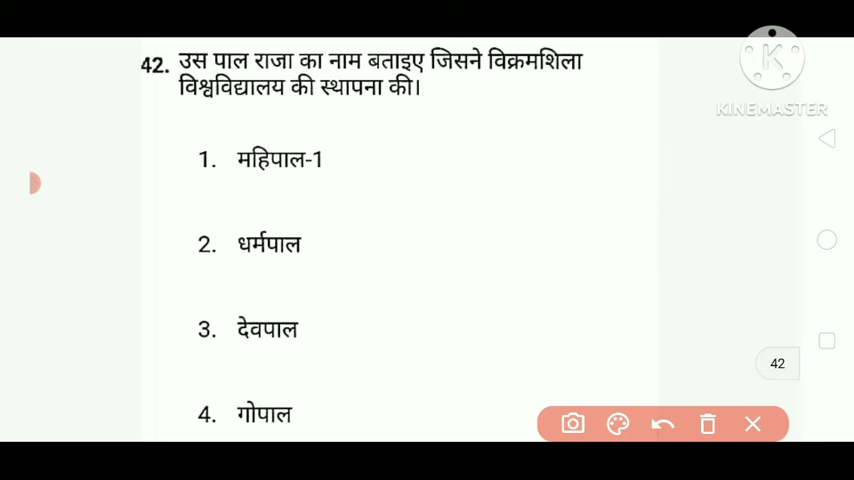 42. उस पाल राजा का नाम बताइए जिसने विक्रमशिला
विश्वविद्यालय की स्थापना की।
1. महिपाल-1
2. धर्मपाल
3. देवपाल
4. गोपाल
K
KINEMASTER
42